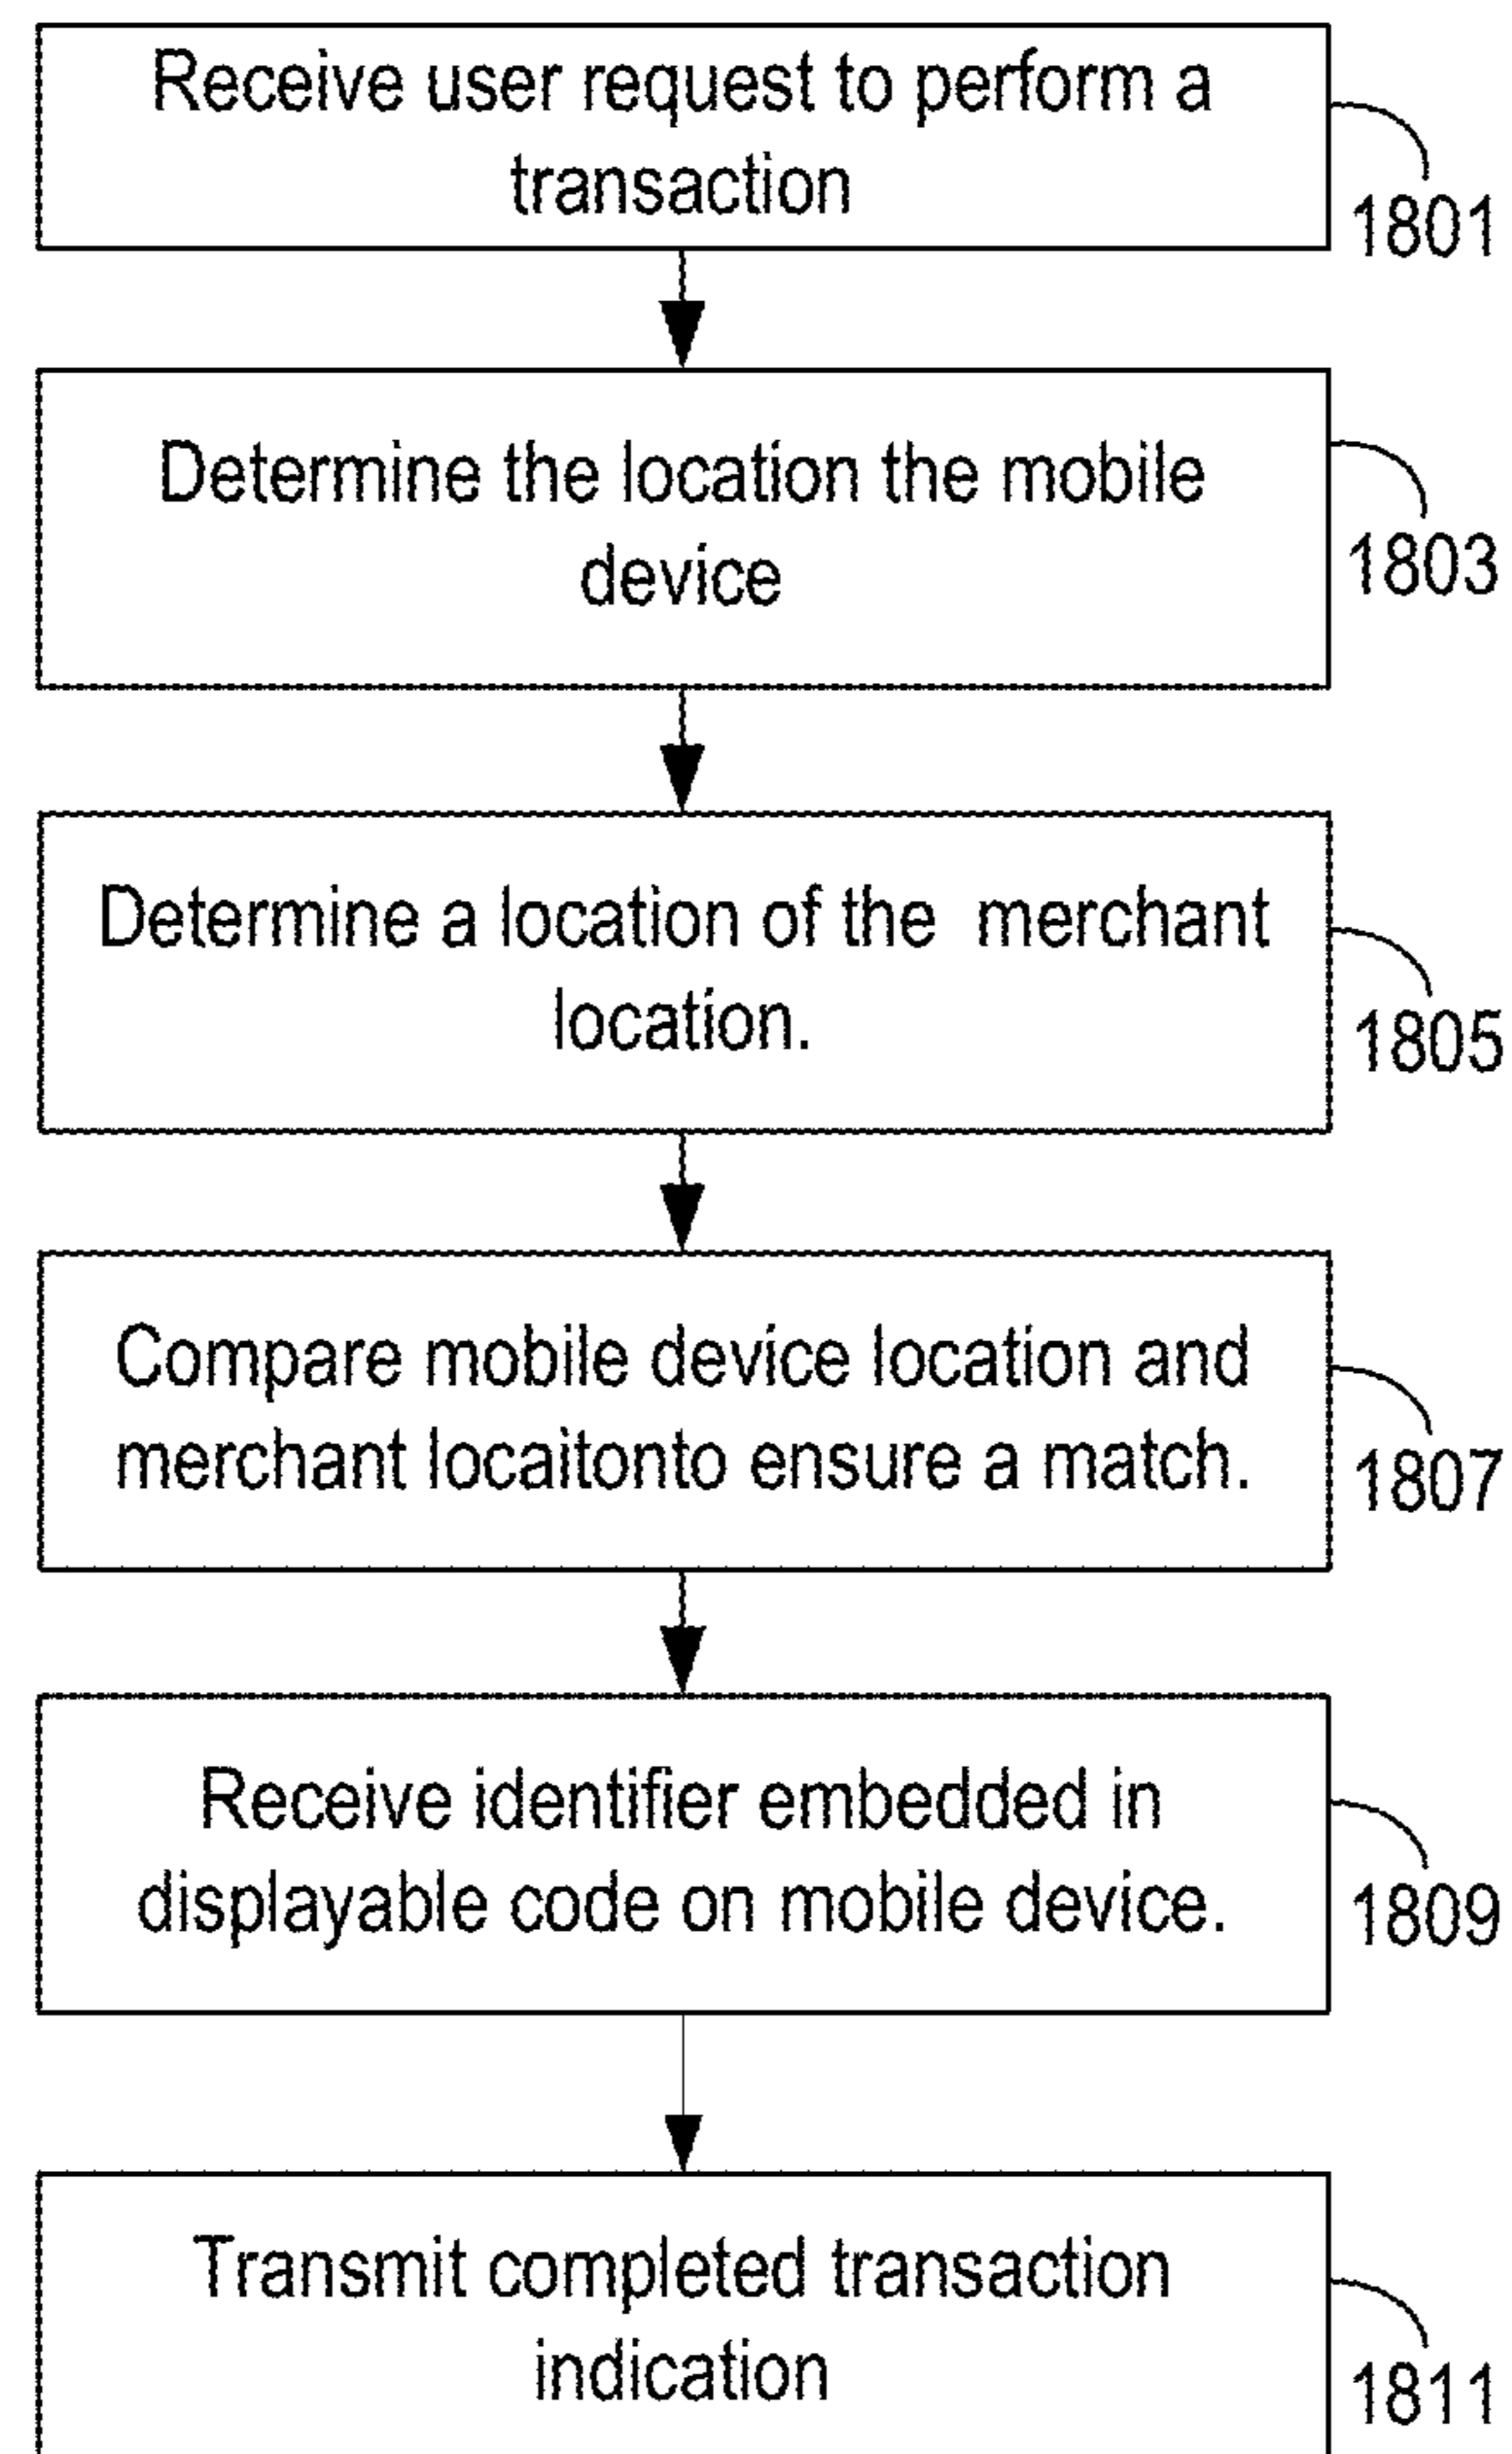 Receive user request to perform a
transaction
1801
Determine the location the mobile
device
1803
Determine a location of the merchant
location.
1805
Compare mobile device location and
merchant locaitonto ensure a match.
1807
Receive identifier embedded in
displayable code on mobile device.
1809
Transmit completed transaction
indication
1811